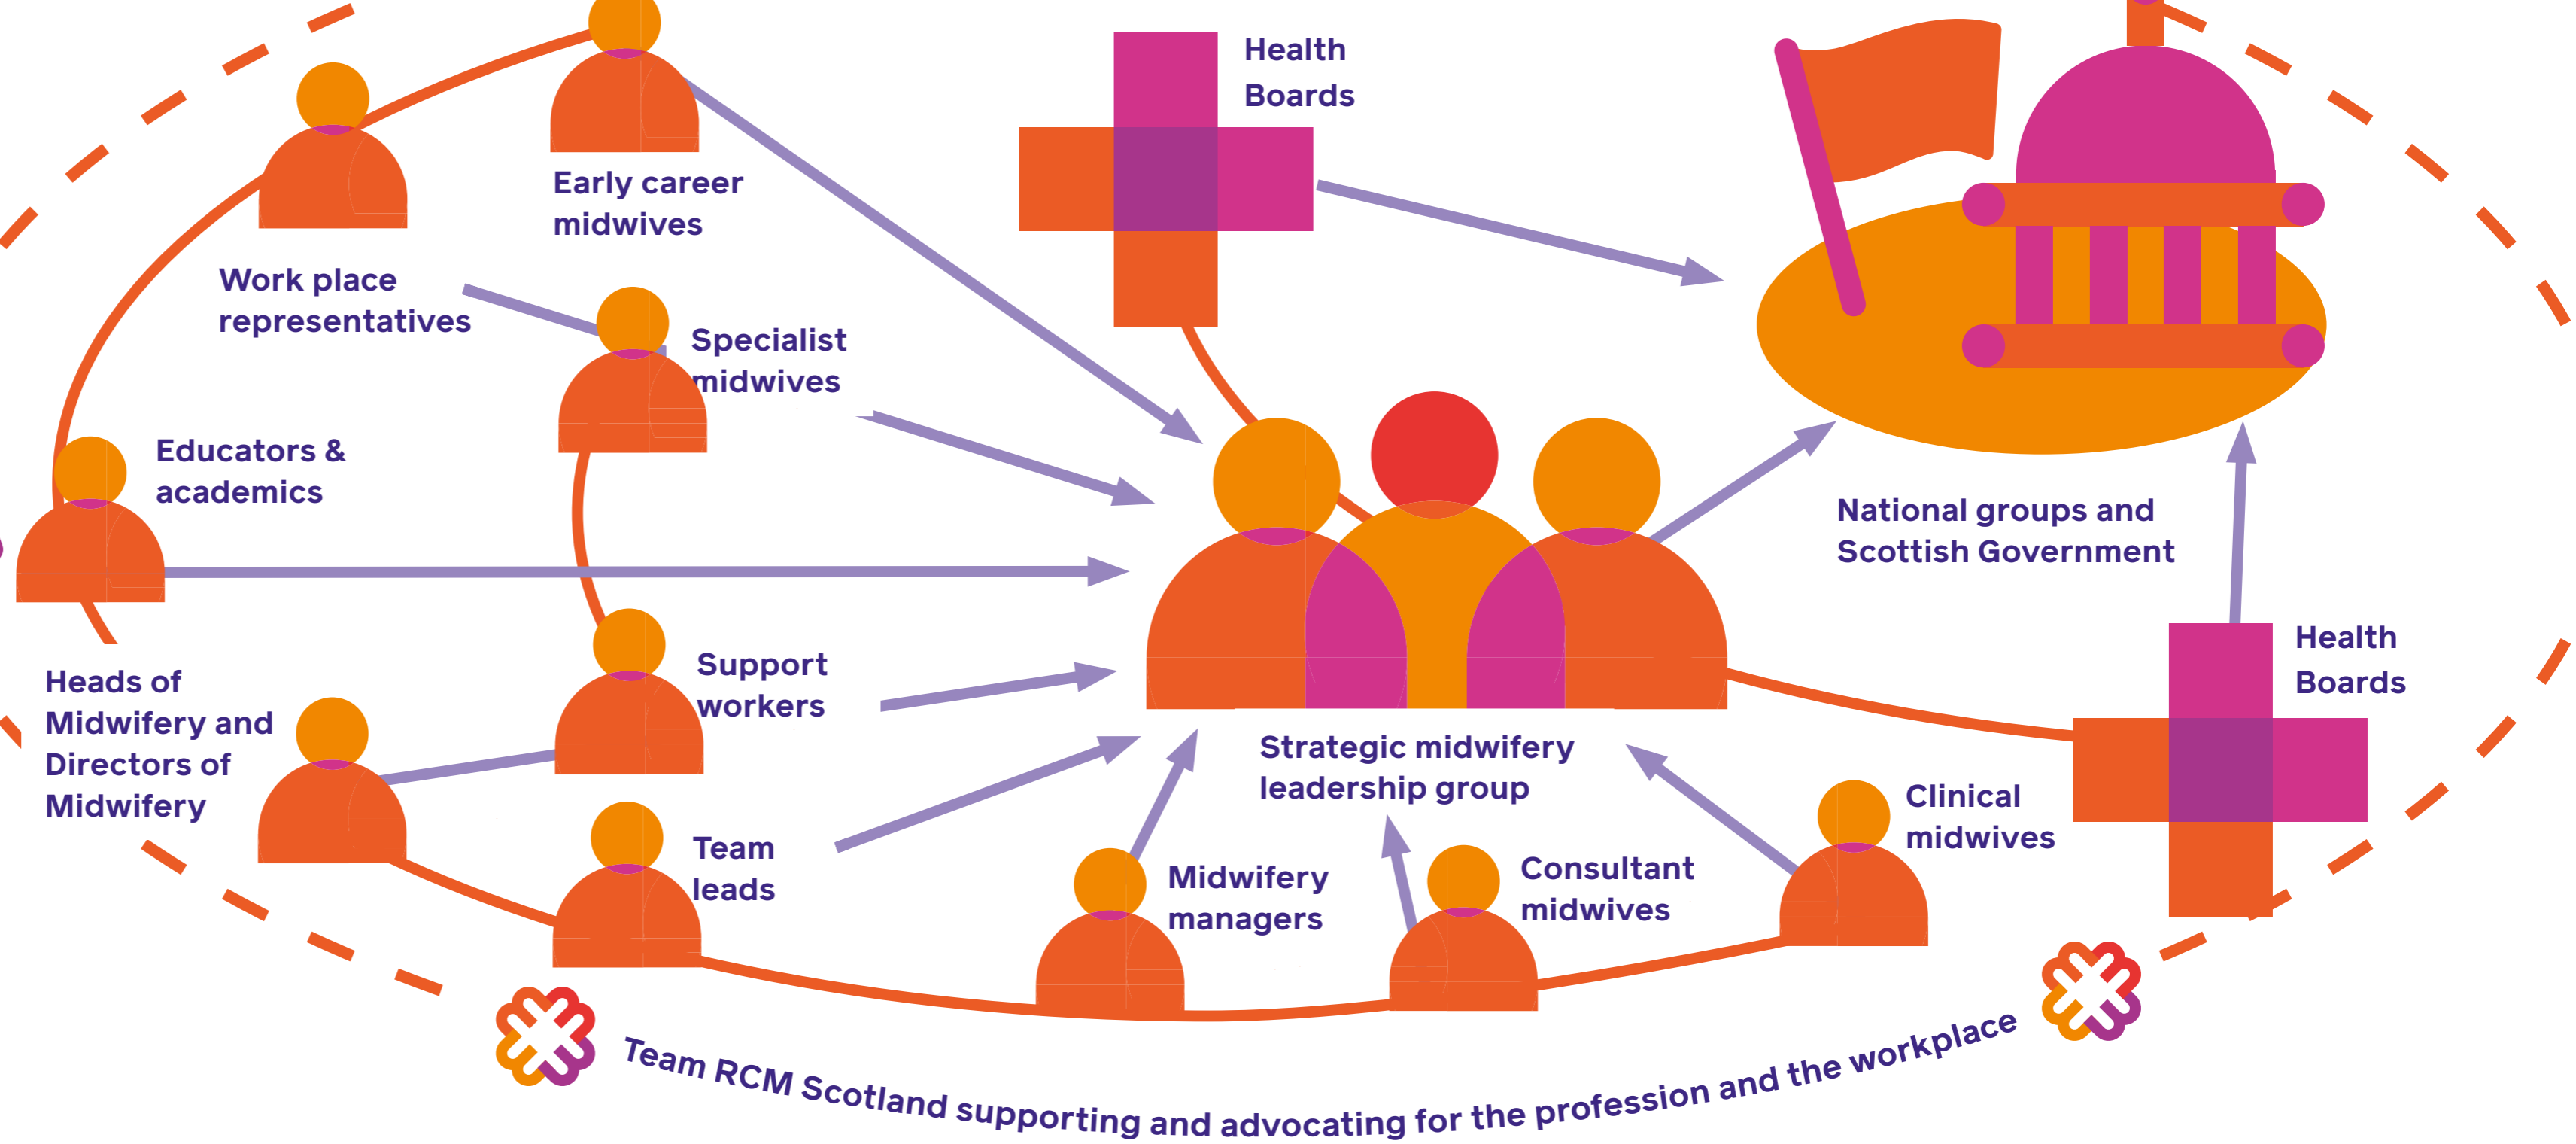 Health
Boards
Early career
midwives
Work place
representatives
Specialist
midwives
Educators &
academics
National groups and
Scottish Government
Health
Boards
Support
workers
Heads of
Midwifery and
Directors of
Midwifery
Strategic midwifery
leadership group
Clinical
midwives
Team
leads
Midwifery
managers
Consultant
midwives
Team RCM Scotland supporting and advocating for the profession and the workplace